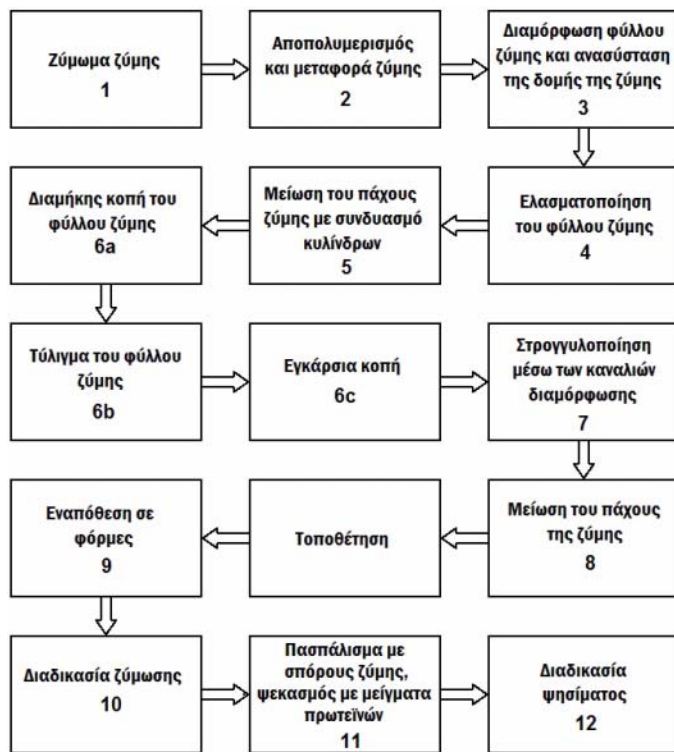 Ζύμωμα ζύμης
1
Αποπολυμερισμός
και μεταφορά ζύμης
2
Διαμόρφωση φύλλου
ζύμης και ανασύσταση
της δομής της ζύμης
3
Ελασματοποίηση
του φύλλου ζύμης
4
Μείωση του πάχους
ζύμης με συνδυασμό
κυλίνδρων
5
Διαμήκης κοπή του
φύλλου ζύμης
6a
Τύλιγμα του φύλλου
ζύμης
6b
Εγκάρσια κοπή
6c
Στρογγυλοποίηση
μέσω των καναλιών
διαμόρφωσης
7
Μείωση του πάχους
της ζύμης
8
Τοποθέτηση
Εναπόθεση σε
φόρμες
9
Διαδικασία ζύμωσης
10
Πασπάλισμα με
σπόρους ζύμης,
ψεκασμός με μείγματα
πρωτεϊνών
11
Διαδικασία
ψησίματος
12